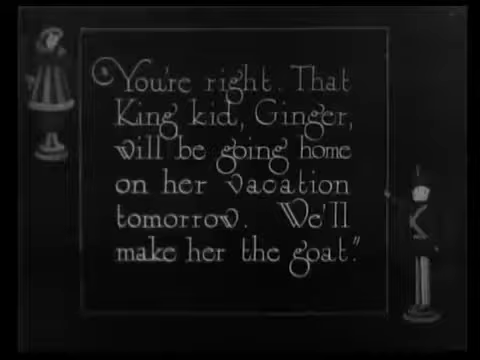 You're right. That
King kid, Ginger,
will be going home
on her vacation
tomorrow. We'll
make her the goat."